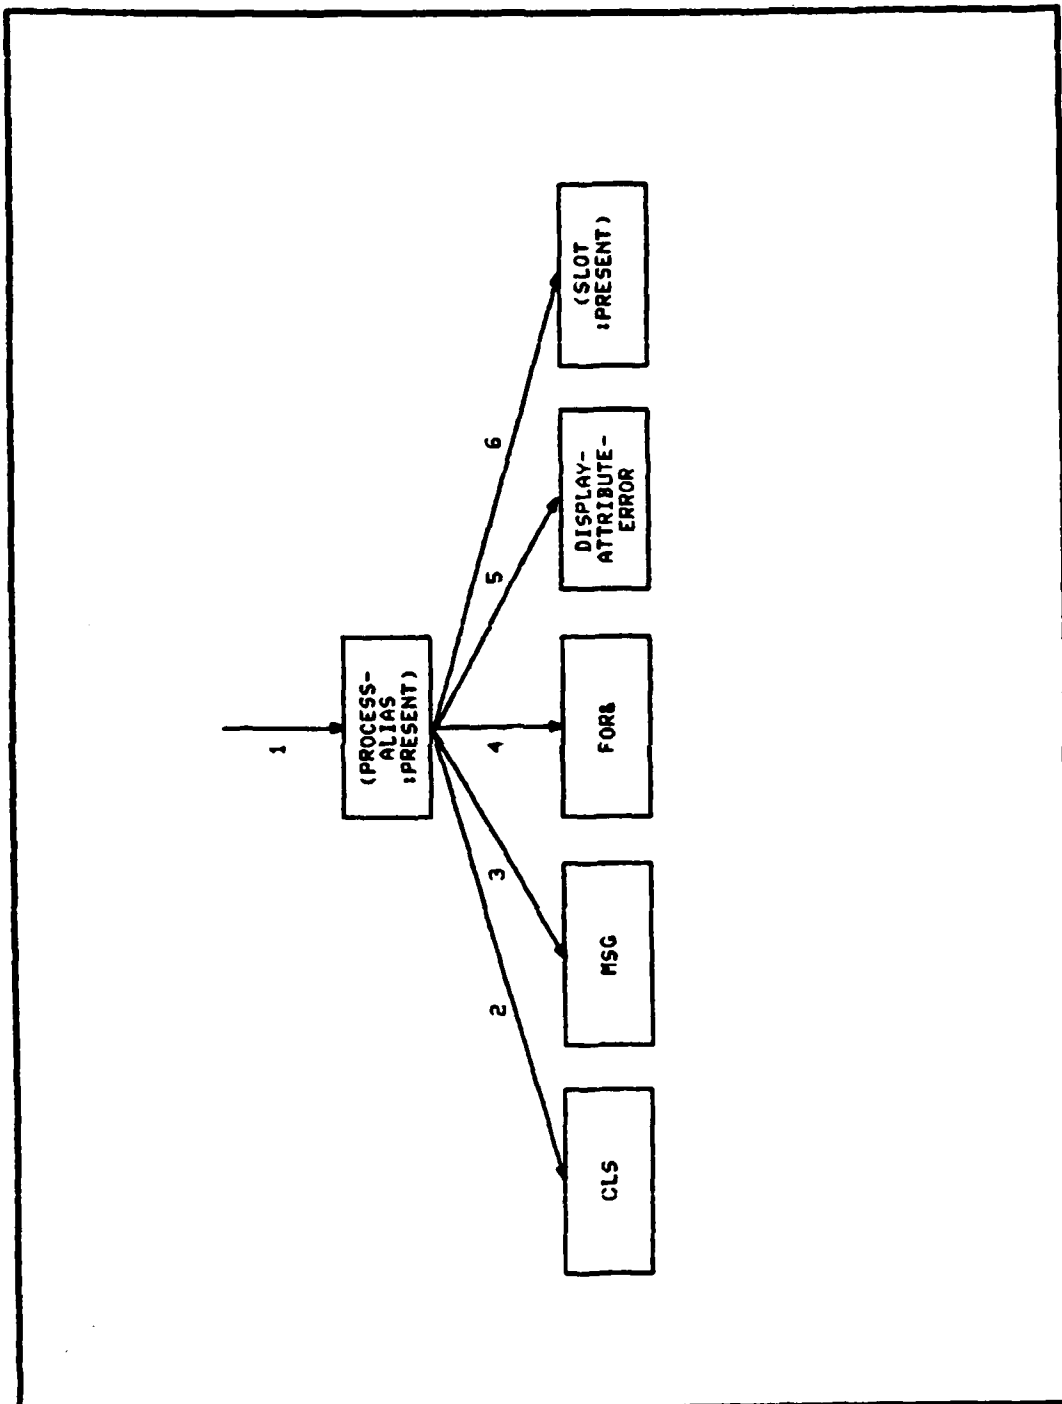 1
(PROCESS-
ALIAS
:PRESENT)
2
3
4
5
6
CLS
MSG
FOR&
DISPLAY-
ATTRIBUTE-
ERROR
(SLOT
:PRESENT)